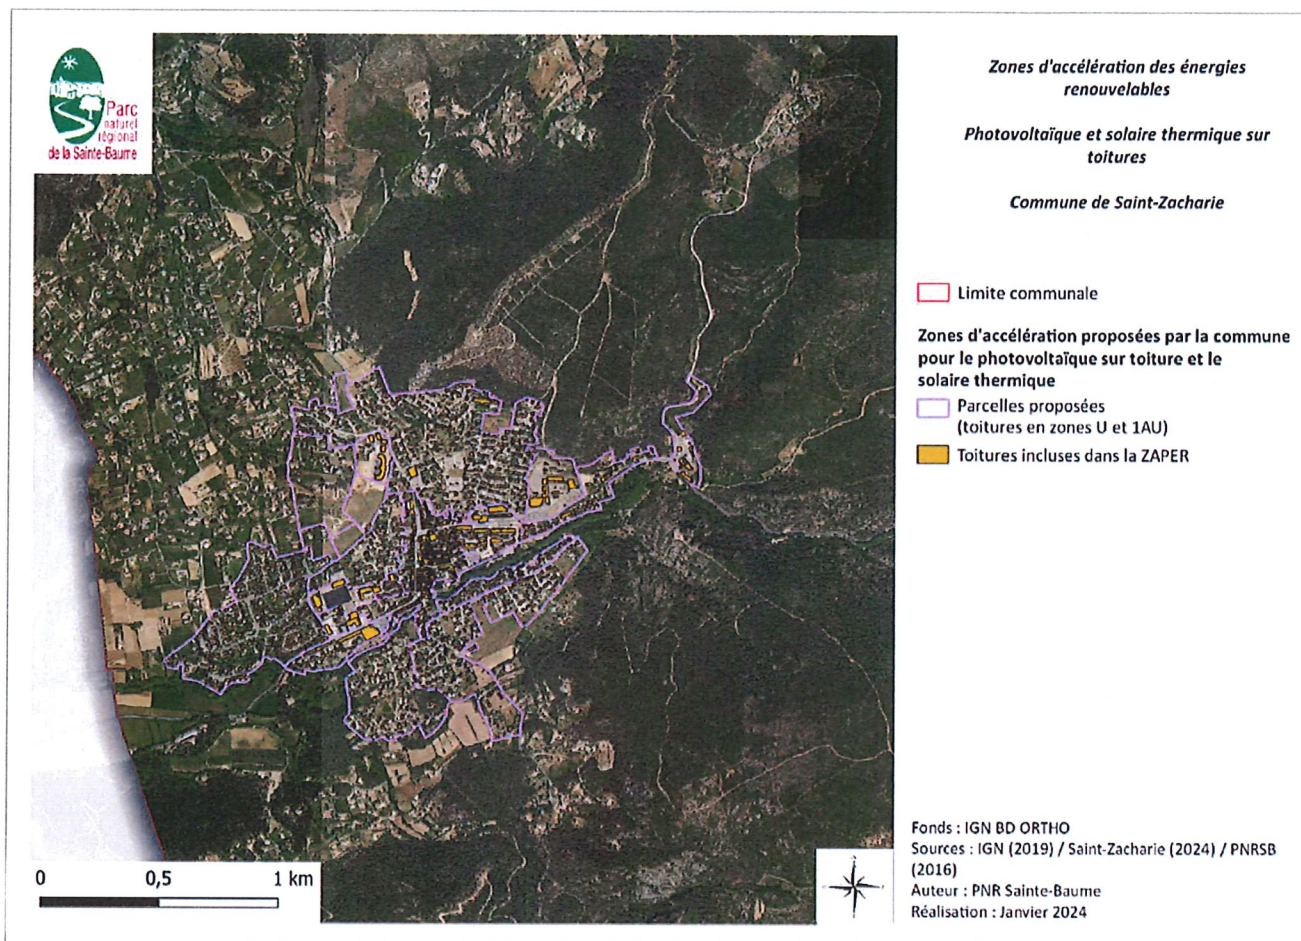 Parc
naturel
régional
de la Sainte-Baume
Zones d'accélération des énergies
renouvelables
Photovoltaïque et solaire thermique sur
toitures
Commune de Saint-Zacharie
Limite communale
Zones d'accélération proposées par la commune
pour le photovoltaïque sur toiture et le
solaire thermique
Parcelles proposées
(toitures en zones U et 1AU)
Toitures incluses dans la ZAPER
Fonds : IGN BD ORTHO
Sources : IGN (2019) / Saint-Zacharie (2024) / PNRSB
(2016)
Auteur : PNR Sainte-Baume
Réalisation : Janvier 2024
0 0,5 1 km